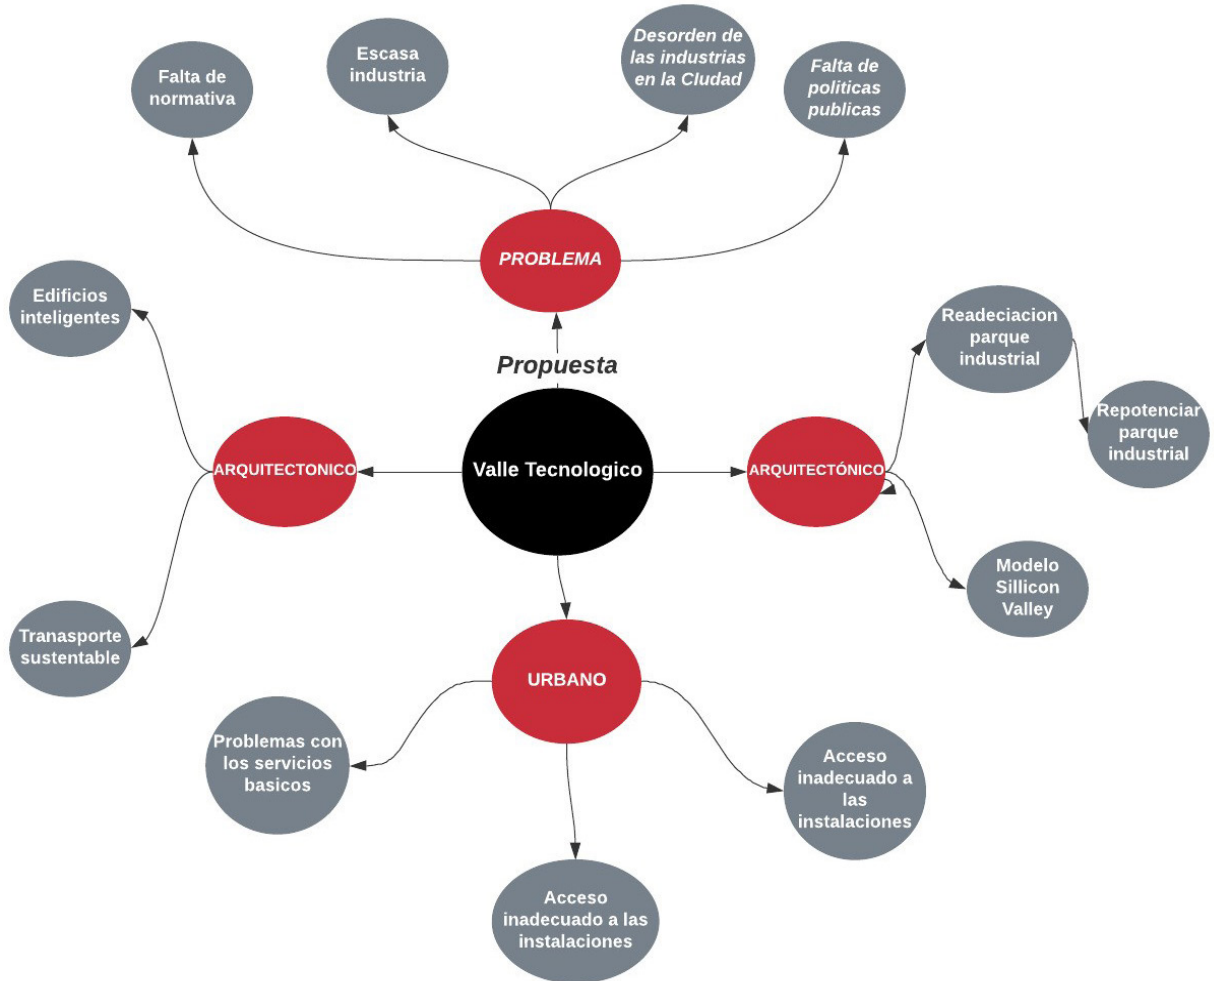 Falta de
normativa
Escasa
industria
Desorden de
las industrias
en la CIudad
Falta de
politicas
publicas
PROBLEMA
Propuesta
Edificios
inteligentes
Readeciacion
parque
industrial
Repotenciar
parque
industrial
ARQUITECTONICO
Valle Tecnologico
ARQUITECTÓNICO
Modelo
Sillicon
Valley
Tranasporte
sustentable
URBANO
Problemas con
los servicios
basicos
Acceso
inadecuado a
las
instalaciones
Acceso
inadecuado a las
instalaciones